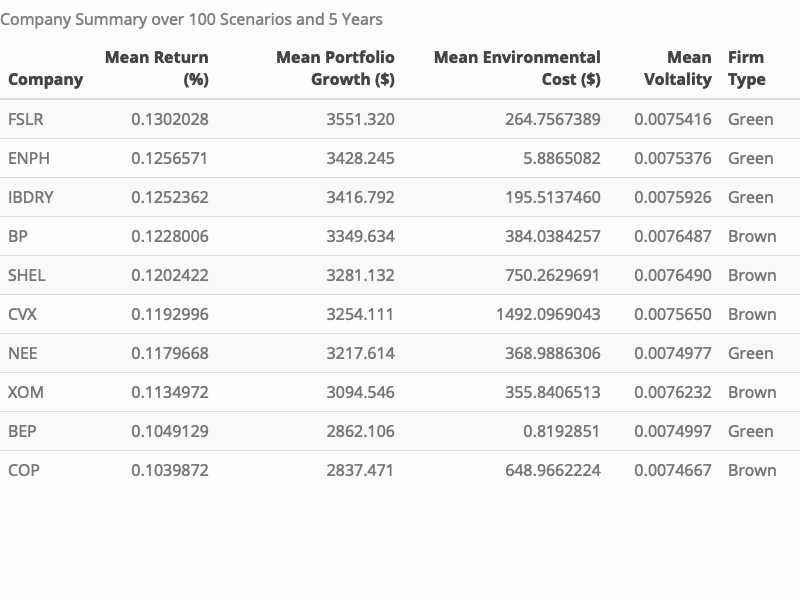 Company Summary over 100 Scenarios and 5 Years
Company Mean Return (%) Mean Portfolio Growth ($) Mean Environmental Cost ($) Mean Voltality Firm Type
FSLR 0.1302028 3551.320 264.7567389 0.0075416 Green
ENPH 0.1256571 3428.245 5.8865082 0.0075376 Green
IBDRY 0.1252362 3416.792 195.5137460 0.0075926 Green
BP 0.1228006 3349.634 384.0384257 0.0076487 Brown
SHEL 0.1202422 3281.132 750.2629691 0.0076490 Brown
CVX 0.1192996 3254.111 1492.0969043 0.0075650 Brown
NEE 0.1179668 3217.614 368.9886306 0.0074977 Green
XOM 0.1134972 3094.546 355.8406513 0.0076232 Brown
BEP 0.1049129 2862.106 0.8192851 0.0074997 Green
COP 0.1039872 2837.471 648.9662224 0.0074667 Brown